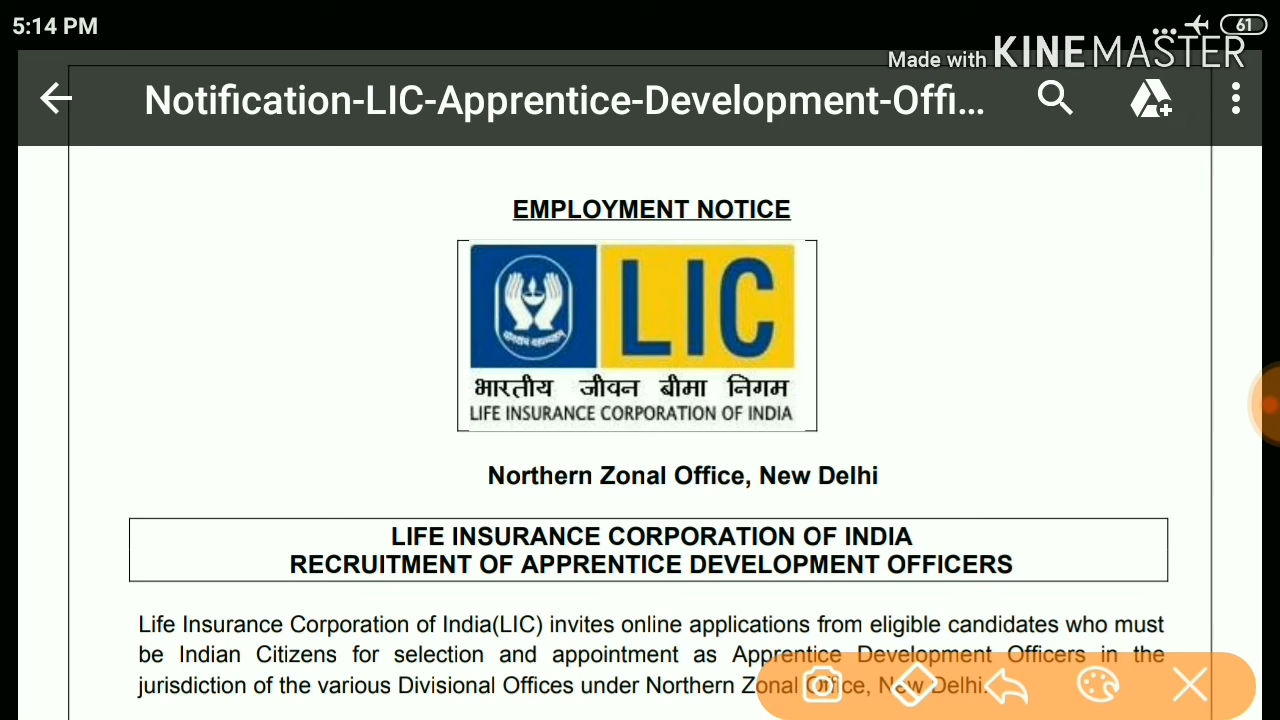 5:14 PM
61
Made with KINEMASTER
Notification-LIC-Apprentice-Development-Offi...
EMPLOYMENT NOTICE
LIC
भारतीय जीवन बीमा निगम
LIFE INSURANCE CORPORATION OF INDIA
Northern Zonal Office, New Delhi
LIFE INSURANCE CORPORATION OF INDIA
RECRUITMENT OF APPRENTICE DEVELOPMENT OFFICERS
Life Insurance Corporation of India(LIC) invites online applications from eligible candidates who must
be Indian Citizens for selection and appointment as Apprentice Development Officers in the
jurisdiction of the various Divisional Offices under Northern Zonal Office, New Delhi.